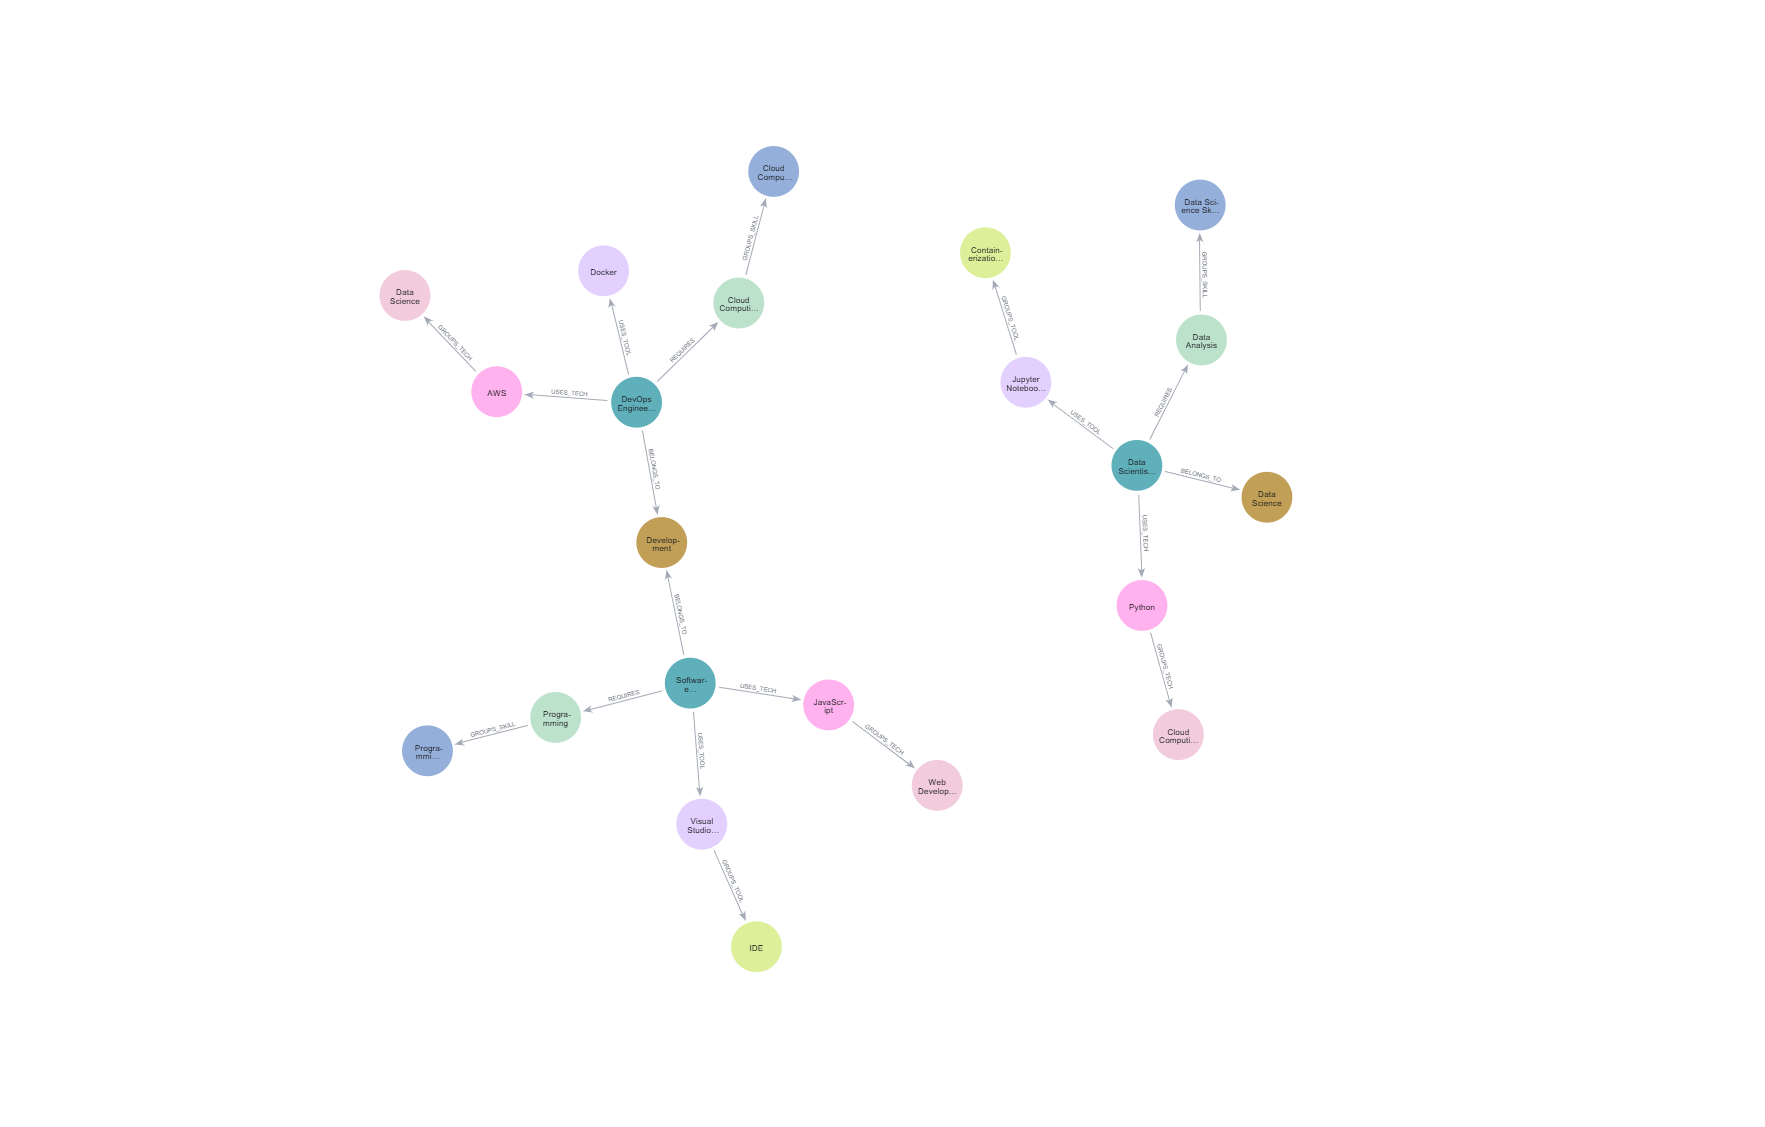 Cloud
Compu...
GROUPS_SKILL
Docker
Cloud
Computi...
Data
Science
GROUPS_TECH
USES_TOOL
REQUIRES
AWS
USES_TECH
DevOps
Enginee...
BELONGS_TO
Develop-
ment
BELONGS_TO
Softwar-
e...
REQUIRES
Progra-
mming
GROUPS_SKILL
Progra-
mmi...
USES_TECH
JavaScr-
ipt
GROUPS_TECH
Web
Develop...
USES_TOOL
Visual
Studio...
GROUPS_TOOL
IDE
Data Sci-
ence Sk...
GROUPS_SKILL
Contain-
erizatio...
GROUPS_TOOL
Data
Analysis
Jupyter
Noteboo...
USES_TOOL
REQUIRES
Data
Scientis...
BELONGS_TO
Data
Science
USES_TECH
Python
GROUPS_TECH
Cloud
Computi...